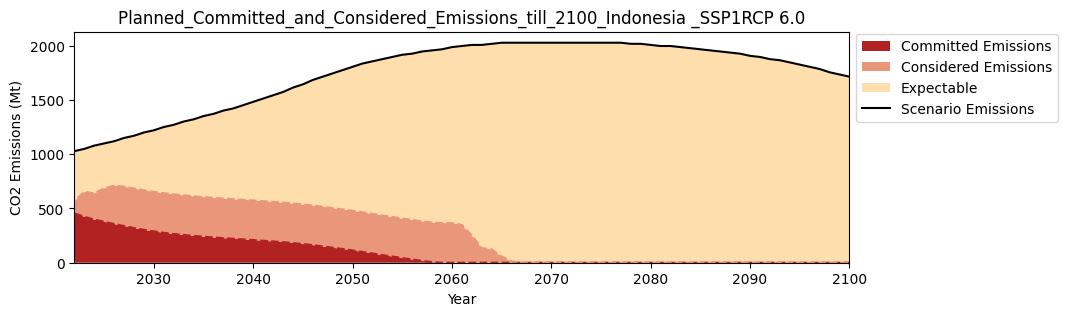 Planned_Committed_and_Considered_Emissions_till_2100_Indonesia _SSP1RCP 6.0
CO2 Emissions (Mt)
2000
1500
1000
500
0
2030
2040
2050
2060
2070
2080
2090
2100
Year
Committed Emissions
Considered Emissions
Expectable
Scenario Emissions